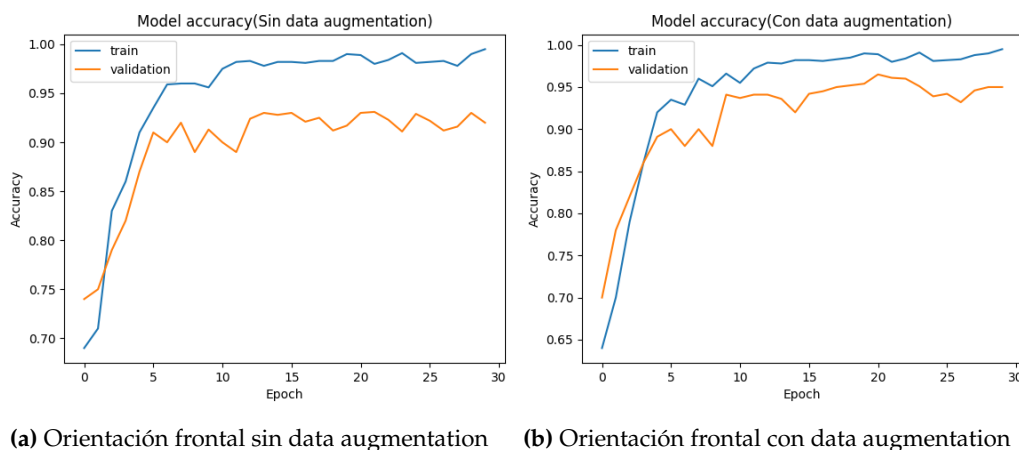 Model accuracy(Sin data augmentation)
1.00
0.95
0.90
0.85
0.80
0.75
0.70
Accuracy
train
validation
0 5 10 15 20 25 30
Epoch
(a) Orientación frontal sin data augmentation
Model accuracy(Con data augmentation)
1.00
0.95
0.90
0.85
0.80
0.75
0.70
0.65
Accuracy
train
validation
0 5 10 15 20 25 30
Epoch
(b) Orientación frontal con data augmentation